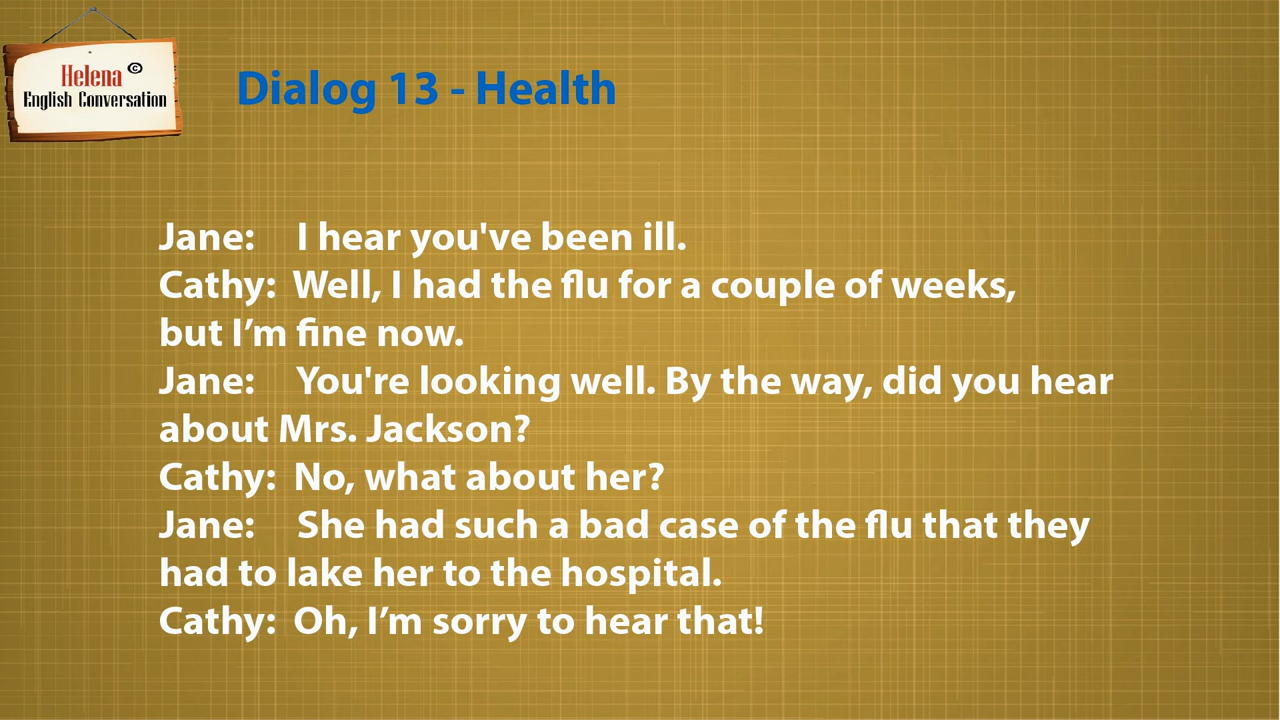 Helena ©
English Conversation
Dialog 13 - Health
Jane: I hear you've been ill.
Cathy: Well, I had the flu for a couple of weeks,
but I’m fine now.
Jane: You're looking well. By the way, did you hear
about Mrs. Jackson?
Cathy: No, what about her?
Jane: She had such a bad case of the flu that they
had to lake her to the hospital.
Cathy: Oh, I’m sorry to hear that!